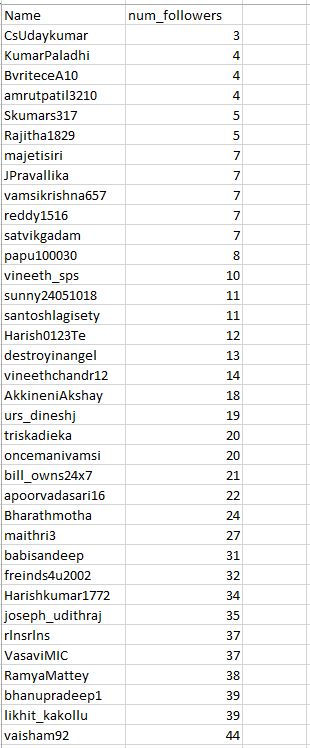 Name num_followers
CsUdaykumar 3
KumarPaladhi 4
BvriteceA10 4
amrutpatil3210 4
Skumars317 5
Rajitha1829 5
majetisiri 7
JPravallika 7
vamsikrishna657 7
reddy1516 7
satvikgadam 7
papu100030 8
vineeth_sps 10
sunny24051018 11
santoshlagisety 11
Harish0123Te 12
destroyinangel 13
vineethchandr12 14
AkkineniAkshay 18
urs_dineshj 19
triskadieka 20
oncemanivamsi 20
bill_owns24x7 21
apoorvadasari16 22
Bharathmotha 24
maithri3 27
babisandeep 31
freinds4u2002 32
Harishkumar1772 34
joseph_udithraj 35
rlnsrlns 37
VasaviMIC 37
RamyaMattey 38
bhanupradeep1 39
likhit_kakollu 39
vaisham92 44